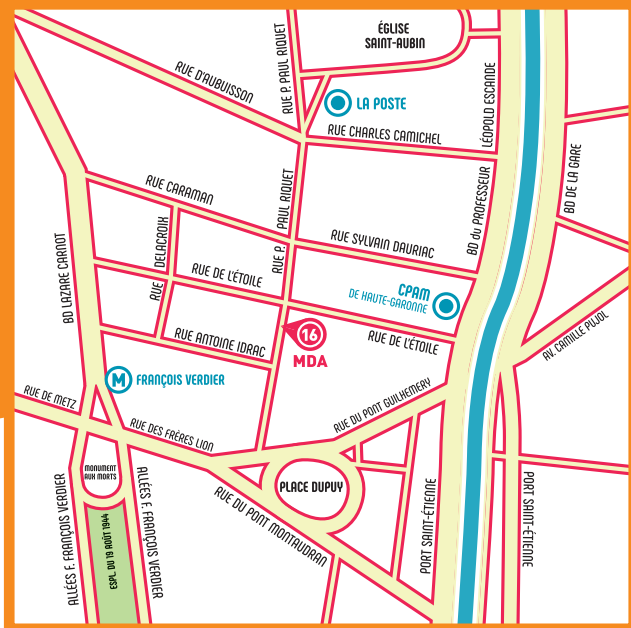 ÉGLISE
SAINT-AUBIN
RUE D'AUBUISSON
RUE P. PAUL RIQUET
LA POSTE
RUE CHARLES CAMICHEL
LÉOPOLD ESCANDE
BD DU PROFESSEUR
BD DE LA GARE
RUE CARAMAN
RUE P. PAUL RIQUET
RUE SYLVAIN DAURIAC
RUE DELACROIX
BD LAZARE CARNOT
RUE DE L'ÉTOILE
CPAM
DE HAUTE-GARONNE
16
MDA
RUE DE L'ÉTOILE
RUE ANTOINE IDRAC
AV. CAMILLE PUJOL
M FRANÇOIS VERDIER
RUE DE METZ
RUE DES FRÈRES LION
RUE DU PONT GUILHEMERY
MONUMENT
AUX MORTS
PLACE DUPUY
ALLÉES F. FRANÇOIS VERDIER
ESPL. DU 19 AOÛT 1944
ALLÉES F. FRANÇOIS VERDIER
RUE DU PONT MONTAUDRAN
PORT SAINT-ÉTIENNE
PORT SAINT-ÉTIENNE